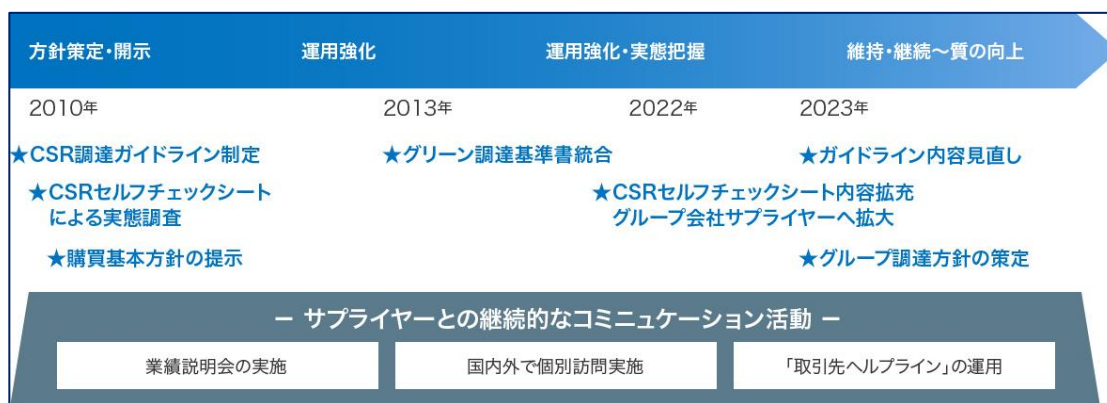 方針策定・開示
運用強化
運用強化・実態把握
維持・継続～質の向上
2010年
2013年
2022年
2023年
★CSR調達ガイドライン制定
★グリーン調達基準書統合
★ガイドライン内容見直し
★CSRセルフチェックシート
による実態調査
★CSRセルフチェックシート内容拡充
グループ会社サプライヤーへ拡大
★購買基本方針の提示
★グループ調達方針の策定
－ サプライヤーとの継続的なコミニュケーション活動 －
業績説明会の実施
国内外で個別訪問実施
「取引先ヘルプライン」の運用